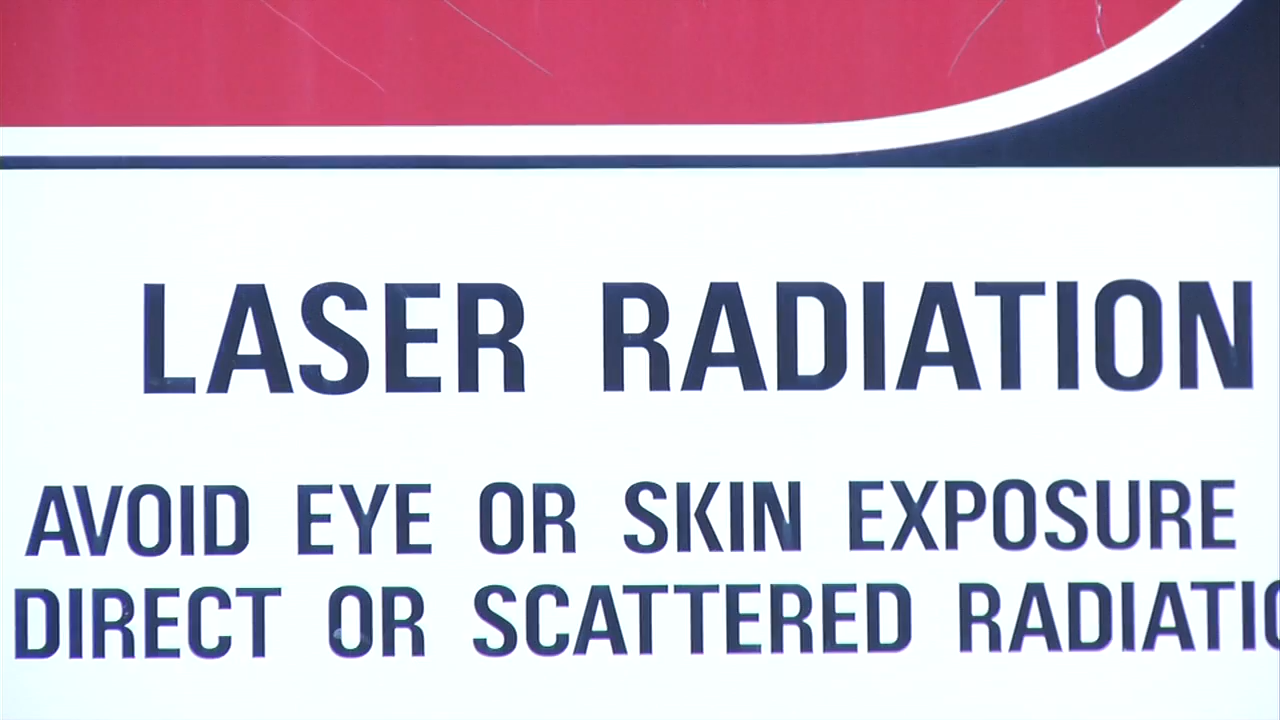 LASER RADIATION
AVOID EYE OR SKIN EXPOSURE
DIRECT OR SCATTERED